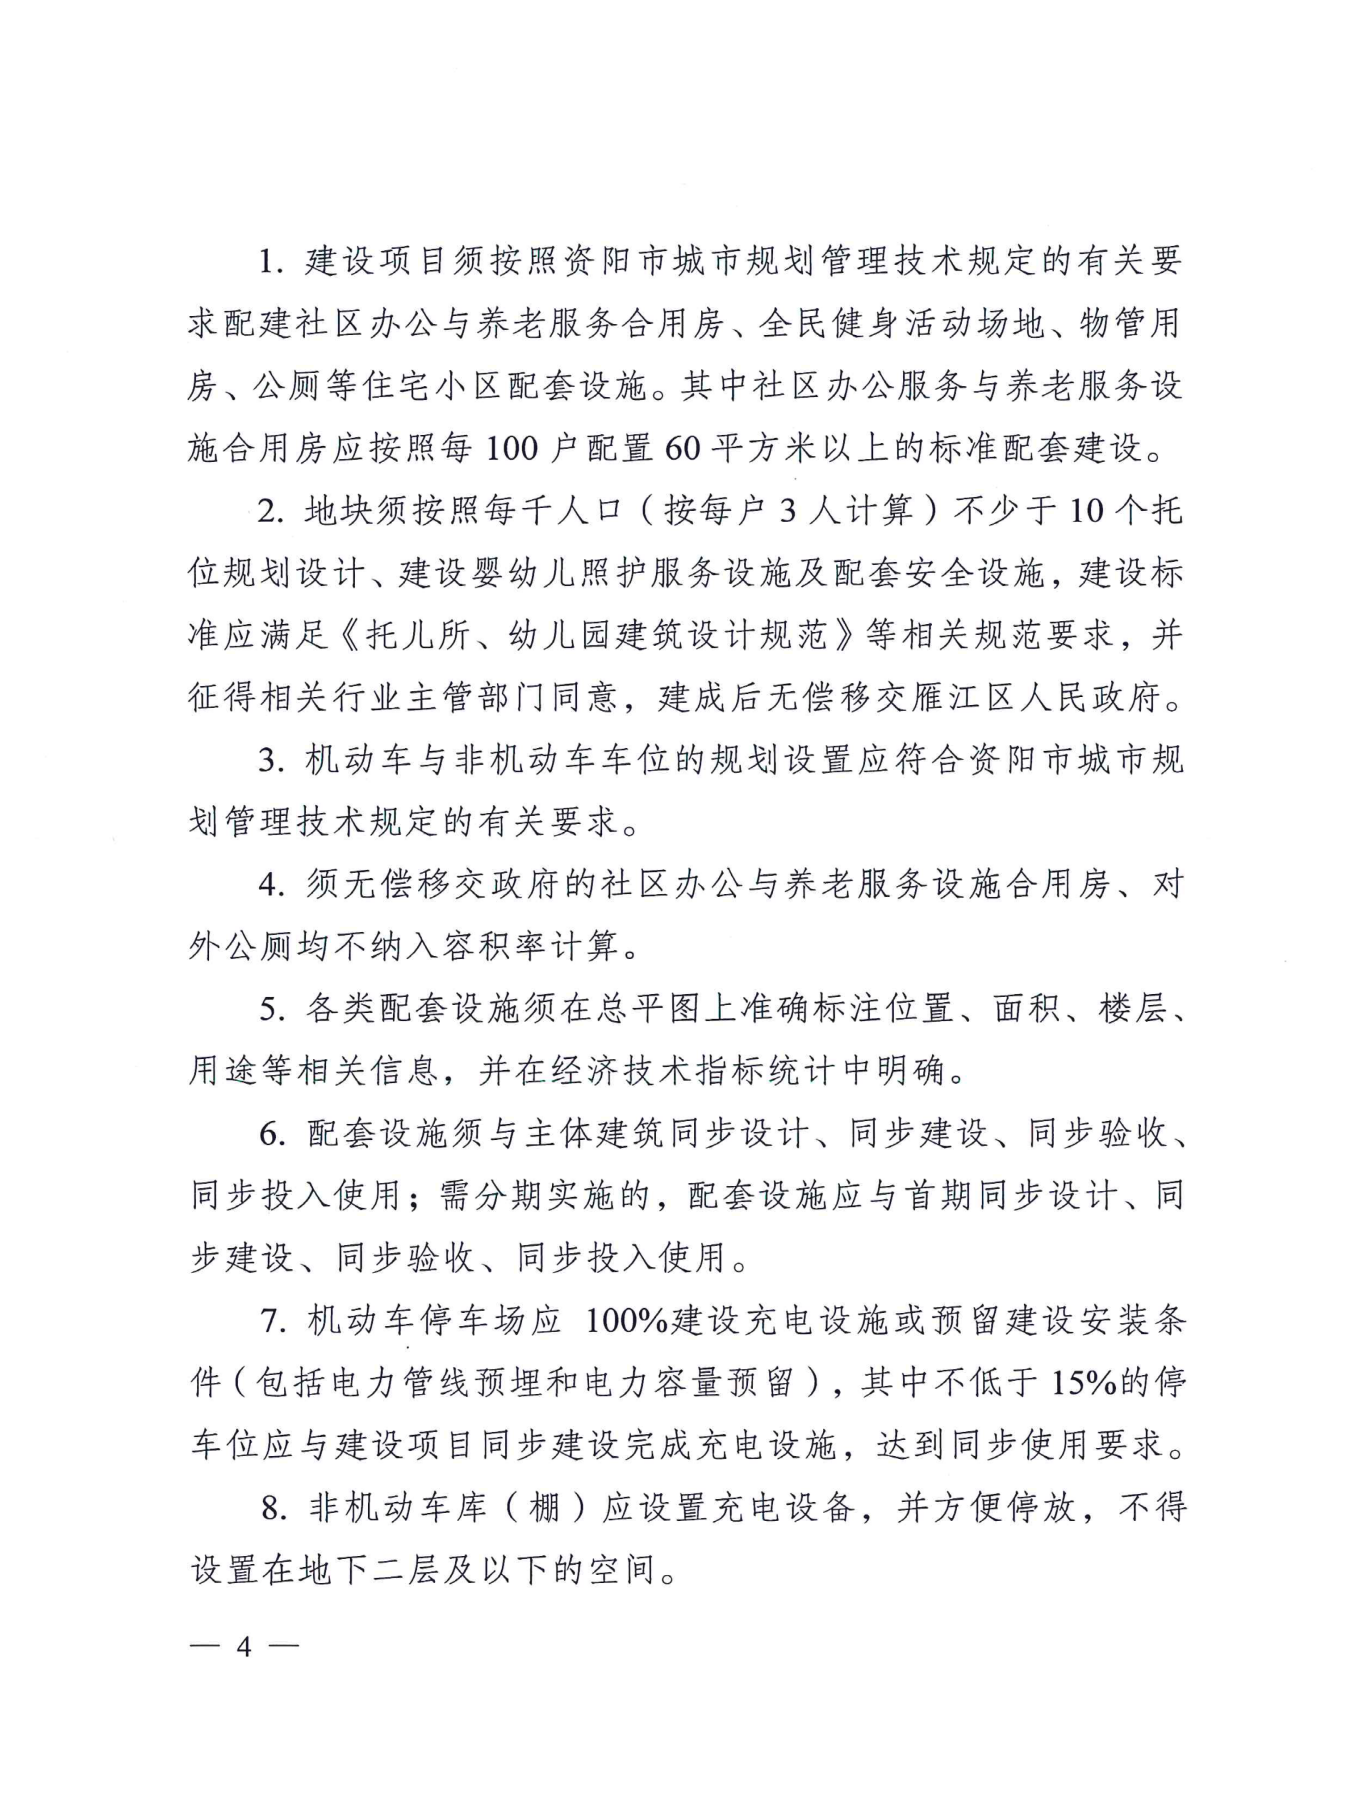 1. 建设项目须按照资阳市城市规划管理技术规定的有关要
求配建社区办公与养老服务合用房、全民健身活动场地、物管用
房、公厕等住宅小区配套设施。其中社区办公服务与养老服务设
施合用房应按照每 100 户配置 60 平方米以上的标准配套建设。
2. 地块须按照每千人口（按每户 3 人计算）不少于 10 个托
位规划设计、建设婴幼儿照护服务设施及配套安全设施，建设标
准应满足《托儿所、幼儿园建筑设计规范》等相关规范要求，并
征得相关行业主管部门同意，建成后无偿移交雁江区人民政府。
3. 机动车与非机动车车位的规划设置应符合资阳市城市规
划管理技术规定的有关要求。
4. 须无偿移交政府的社区办公与养老服务设施合用房、对
外公厕均不纳入容积率计算。
5. 各类配套设施须在总平图上准确标注位置、面积、楼层、
用途等相关信息，并在经济技术指标统计中明确。
6. 配套设施须与主体建筑同步设计、同步建设、同步验收、
同步投入使用；需分期实施的，配套设施应与首期同步设计、同
步建设、同步验收、同步投入使用。
7. 机动车停车场应 100%建设充电设施或预留建设安装条
件（包括电力管线预埋和电力容量预留），其中不低于 15%的停
车位应与建设项目同步建设完成充电设施，达到同步使用要求。
8. 非机动车库（棚）应设置充电设备，并方便停放，不得
设置在地下二层及以下的空间。
— 4 —